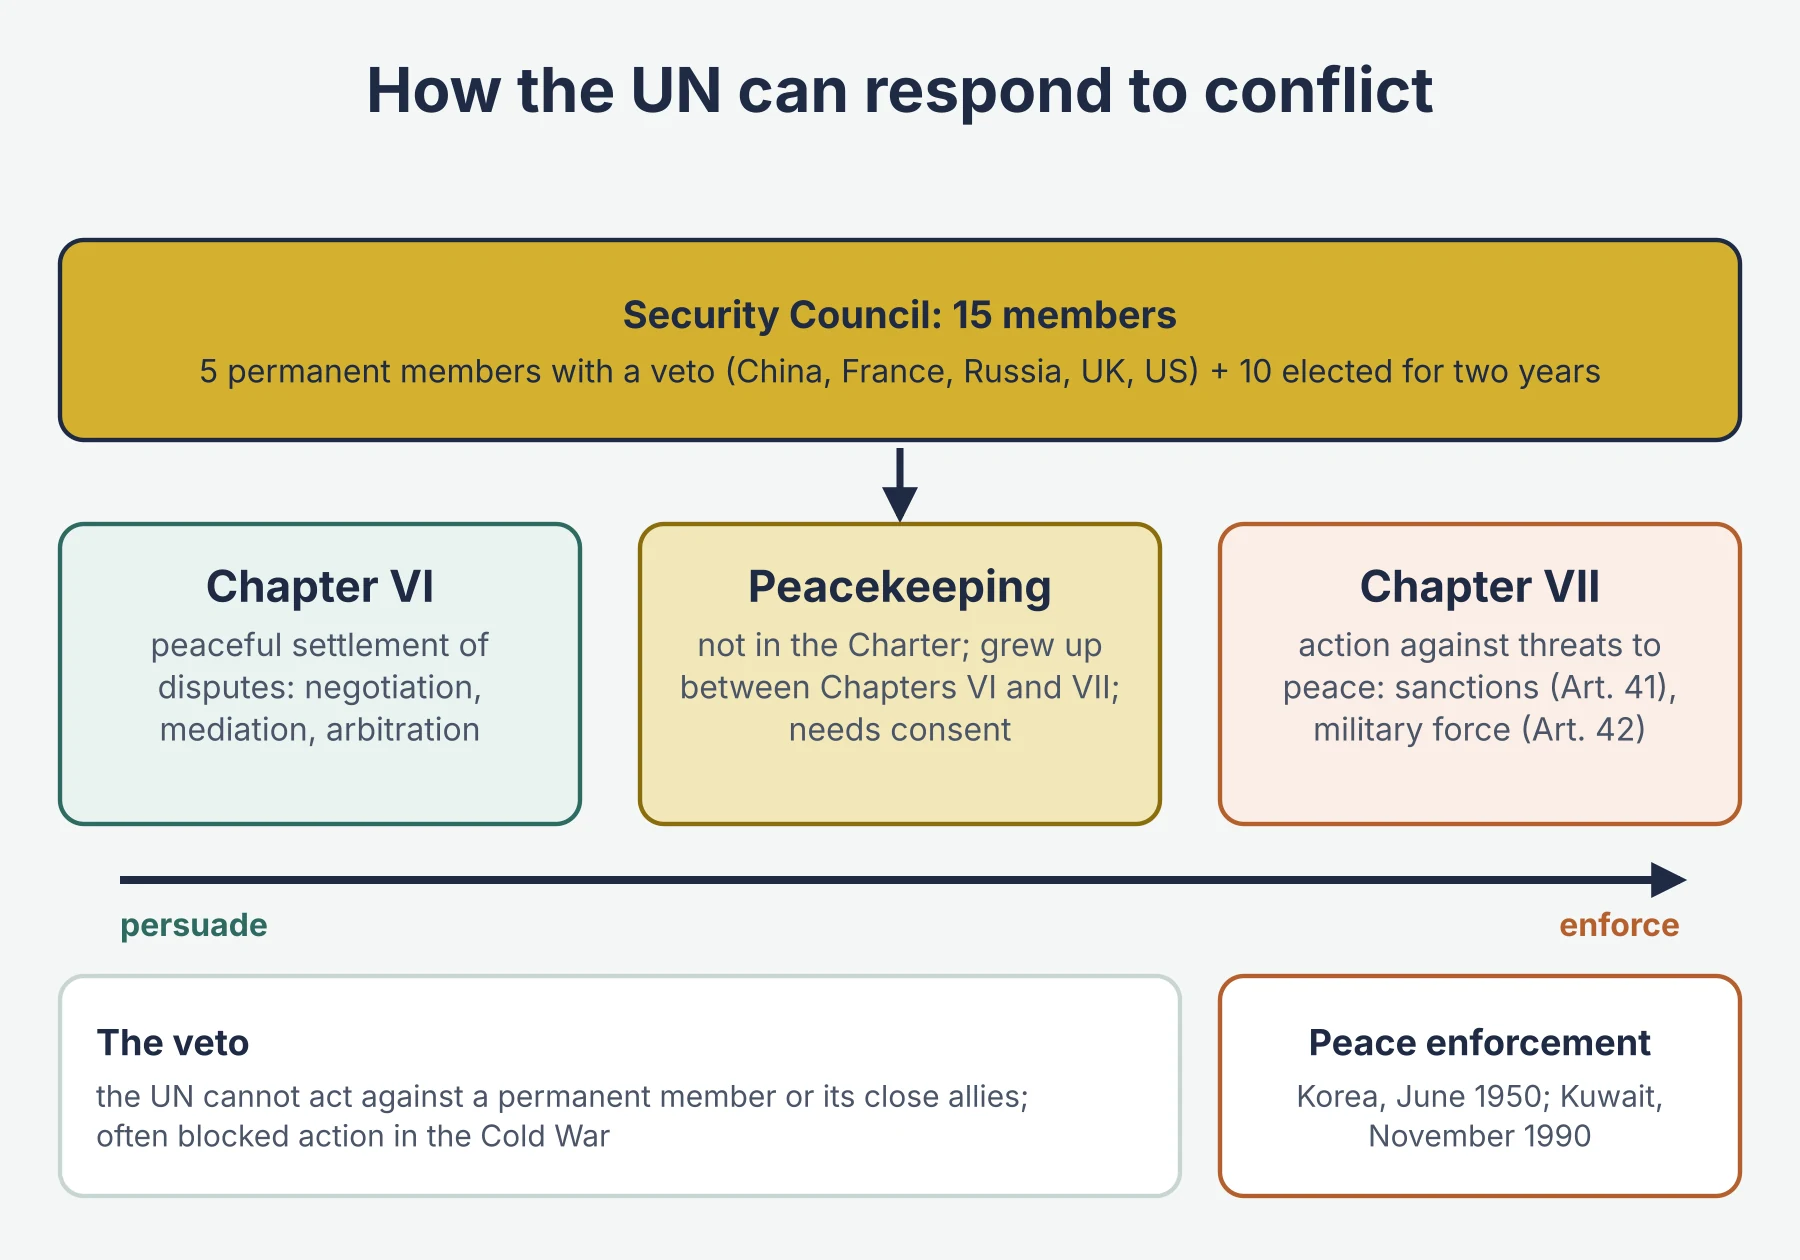 How the UN can respond to conflict
Security Council: 15 members
5 permanent members with a veto (China, France, Russia, UK, US) + 10 elected for two years
Chapter VI
peaceful settlement of
disputes: negotiation,
mediation, arbitration
Peacekeeping
not in the Charter; grew up
between Chapters VI and VII;
needs consent
Chapter VII
action against threats to
peace: sanctions (Art. 41),
military force (Art. 42)
persuade
enforce
The veto
the UN cannot act against a permanent member or its close allies;
often blocked action in the Cold War
Peace enforcement
Korea, June 1950; Kuwait,
November 1990